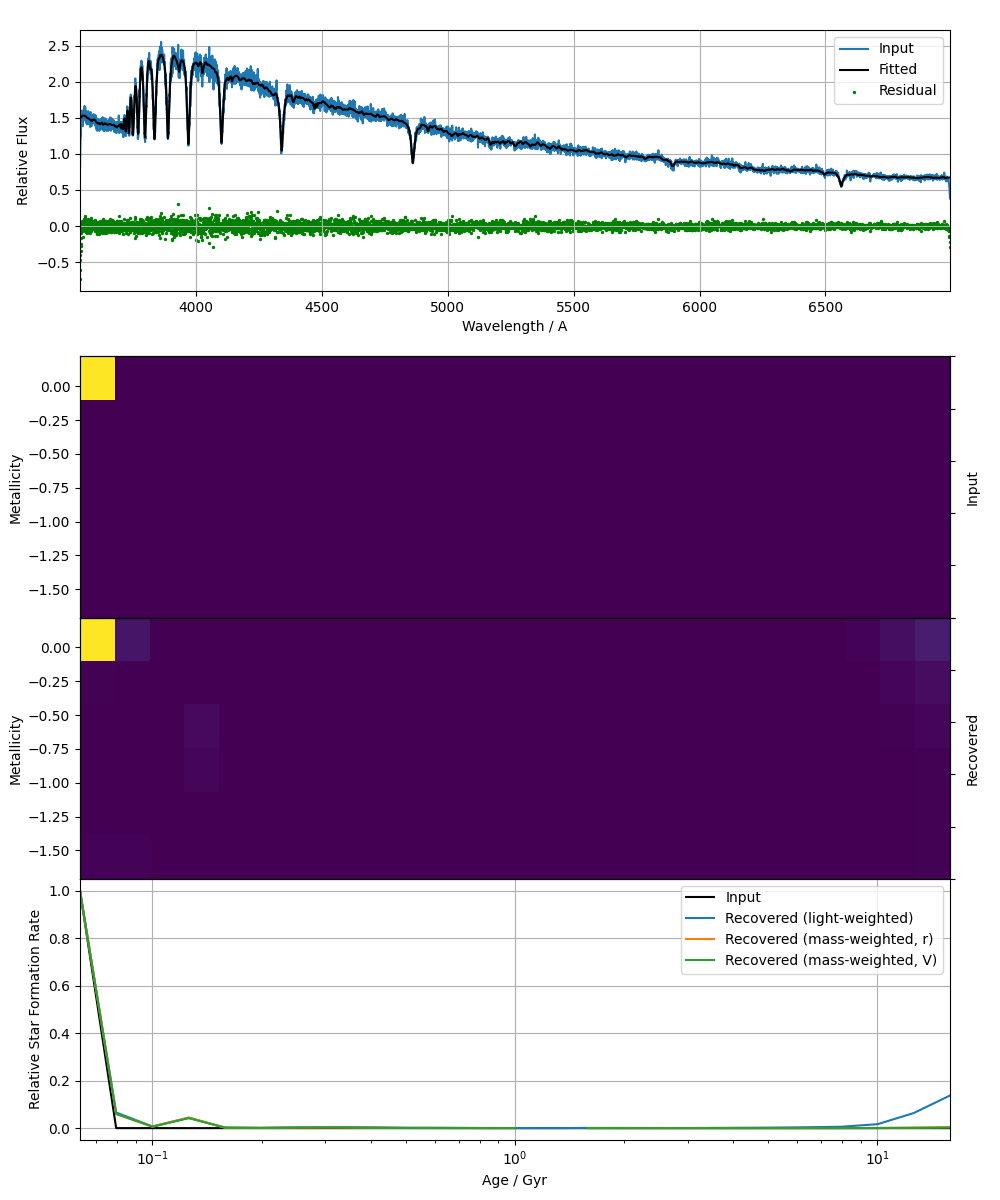 2.5
2.0
1.5
1.0
0.5
0.0
−0.5
Relative Flux
Input
Fitted
Residual
4000
4500
5000
5500
6000
6500
Wavelength / A
0.00
−0.25
−0.50
−0.75
−1.00
−1.25
−1.50
Metallicity
Input
0.00
−0.25
−0.50
−0.75
−1.00
−1.25
−1.50
Metallicity
Recovered
1.0
0.8
0.6
0.4
0.2
0.0
Relative Star Formation Rate
Input
Recovered (light-weighted)
Recovered (mass-weighted, r)
Recovered (mass-weighted, V)
10⁻¹
10⁰
10¹
Age / Gyr